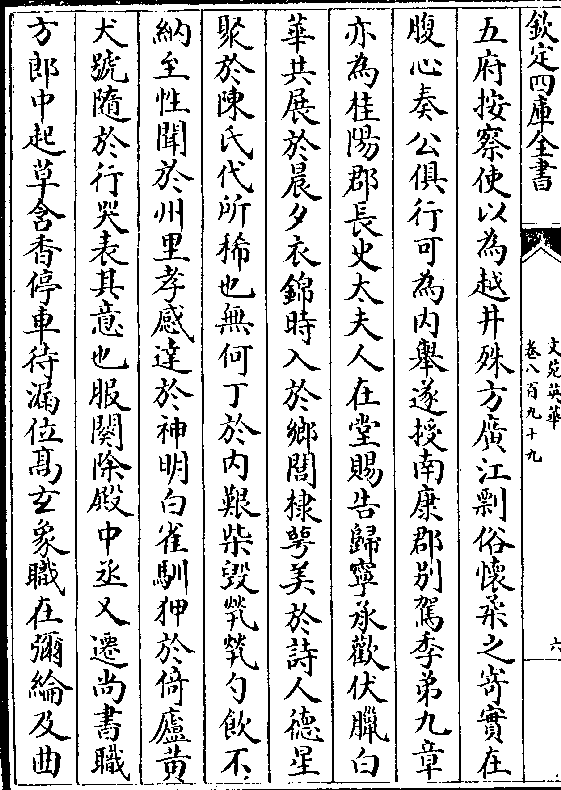 欽定四庫全書
文苑英華
卷八百九十九
六
五府按察使以為越井殊方廣江剽俗懷柔之寄實在
腹心奏公俱行可為内舉遂授南康郡别駕季弟九章
亦為桂陽郡長史太夫人在堂賜告歸寧承歡伏臘白
華共展於晨夕衣錦時入於鄉閭棣萼美於詩人德星
聚於陳氏代所稀也無何丁於内艱柴毀煢煢勺飲不
納至性聞於州里孝感達於神明白雀馴狎於倚廬黄
犬號隨於行哭表其意也服闋除殿中丞又遷尚書職
方郎中起草含香停車待漏位髙玄象職在彌綸及曲